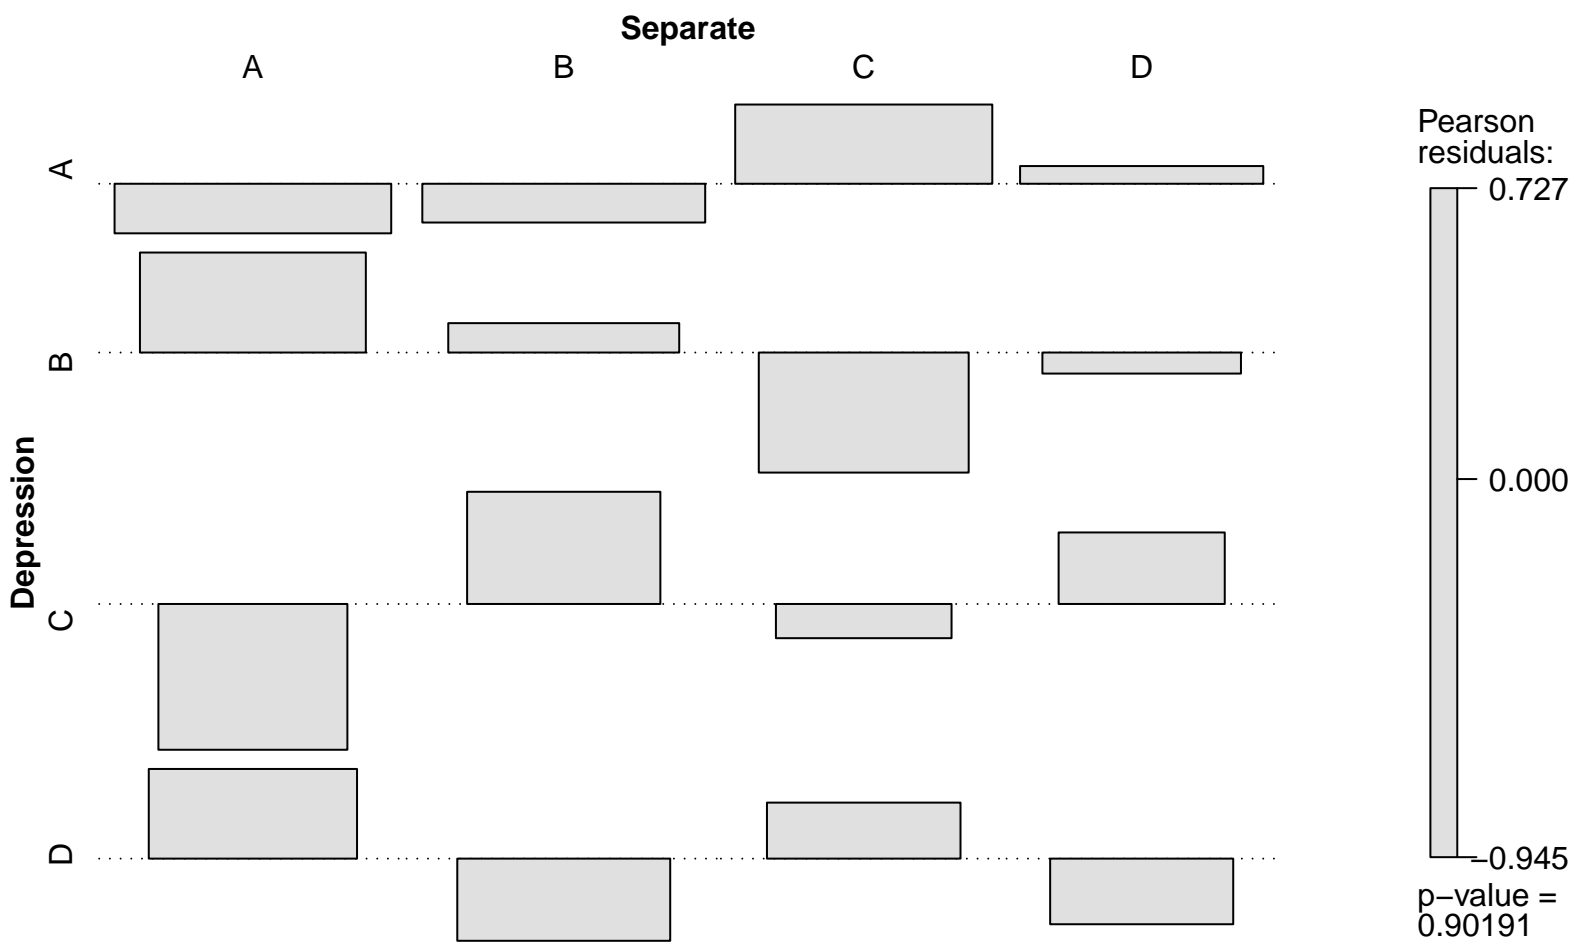 Separate
A B C D
Depression
A
B
C
D
Pearson
residuals:
0.727
0.000
−0.945
p−value =
0.90191